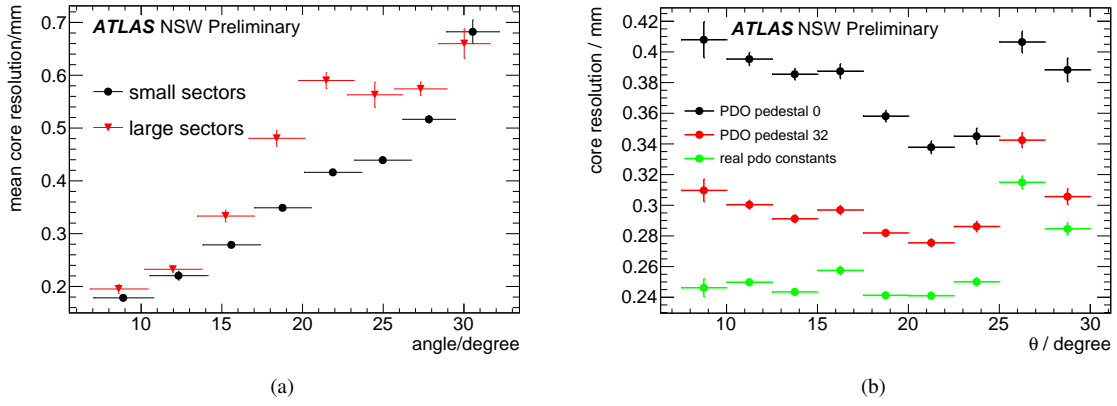 mean core resolution/mm
ATLAS NSW Preliminary
small sectors
large sectors
0.7
0.6
0.5
0.4
0.3
0.2
10 15 20 25 30
angle/degree
(a)
core resolution / mm
ATLAS NSW Preliminary
PDO pedestal 0
PDO pedestal 32
real pdo constants
0.42
0.4
0.38
0.36
0.34
0.32
0.3
0.28
0.26
0.24
10 15 20 25 30
θ / degree
(b)